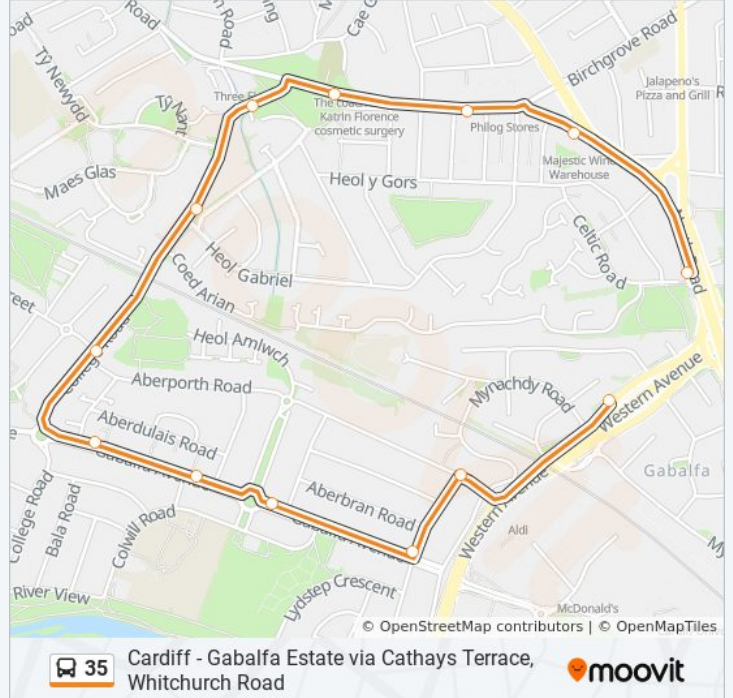 Cae G
Birchgrove Road
Tŷ Newydd
Jalapeno's
Pizza and Grill
Tŷ Nant
Three
Katrin Florence
cosmetic surgery
Philog Stores
Majestic Wine
Warehouse
Maes Glas
Heol y Gors
Celtic Road
Heol Gabriel
Coed Arian
Road
Heol Amlwch
Aberporth Road
Mynachdy Road
Western Avenue
Aberdulais Road
Gabalfa Avenue
Gabalfa
College Road
Bala Road
Colwill Road
Aberbran Road
Western Avenue
Aldi
River View
Lydstep Crescent
McDonald's
© OpenStreetMap contributors | © OpenMapTiles
35
Cardiff - Gabalfa Estate via Cathays Terrace,
Whitchurch Road
moovit